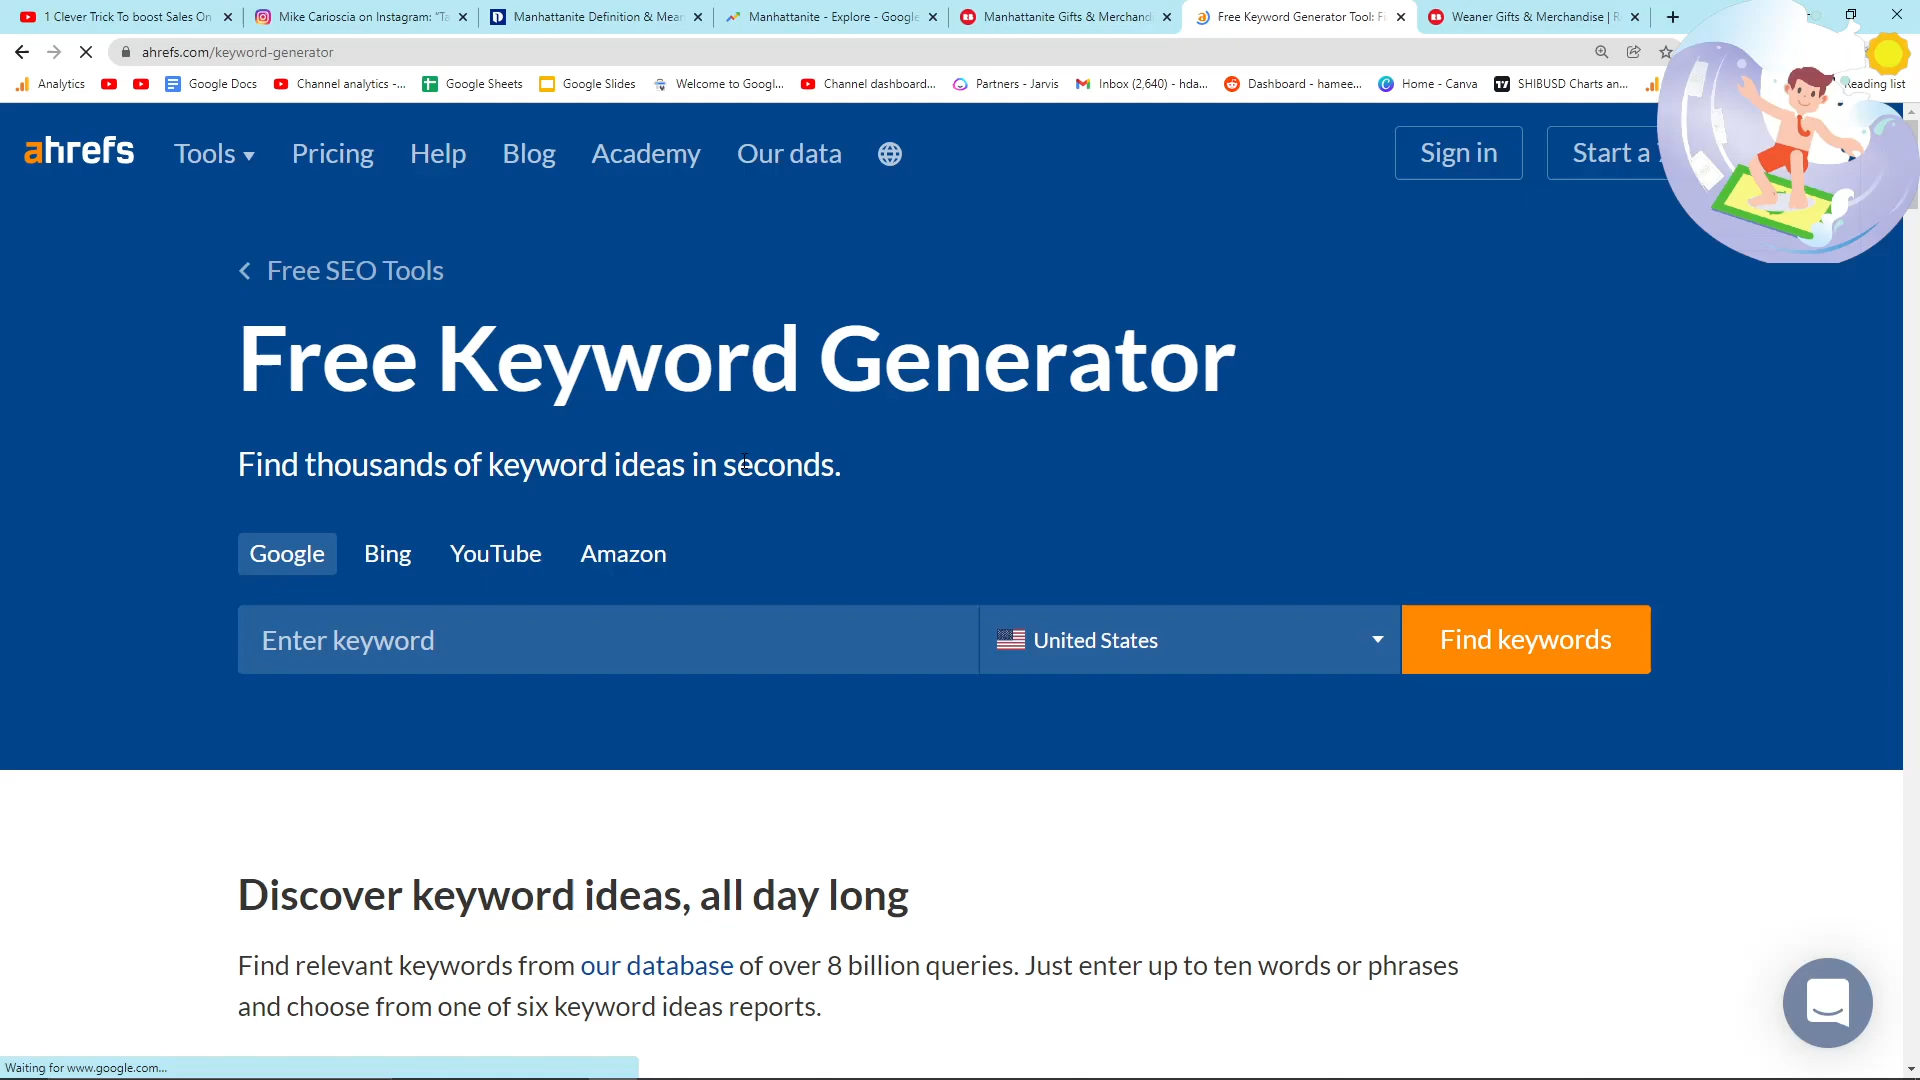 1 Clever Trick To boost Sales On
Mike Carioscia on Instagram: "Ta
Manhattanite Definition & Mear
Manhattanite - Explore - Google
Manhattanite Gifts & Merchandi
Free Keyword Generator Tool: Fi
Weaner Gifts & Merchandise | R
ahrefs.com/keyword-generator
Analytics
Google Docs
Channel analytics -...
Google Sheets
Google Slides
Welcome to Googl...
Channel dashboard...
Partners - Jarvis
Inbox (2,640) - hda...
Dashboard - hamee...
Home - Canva
SHIBUSD Charts an...
Reading list
ahrefs
Tools
Pricing
Help
Blog
Academy
Our data
Sign in
Start a
Free SEO Tools
Free Keyword Generator
Find thousands of keyword ideas in seconds.
Google
Bing
YouTube
Amazon
Enter keyword
United States
Find keywords
Discover keyword ideas, all day long
Find relevant keywords from our database of over 8 billion queries. Just enter up to ten words or phrases
and choose from one of six keyword ideas reports.
Waiting for www.google.com...